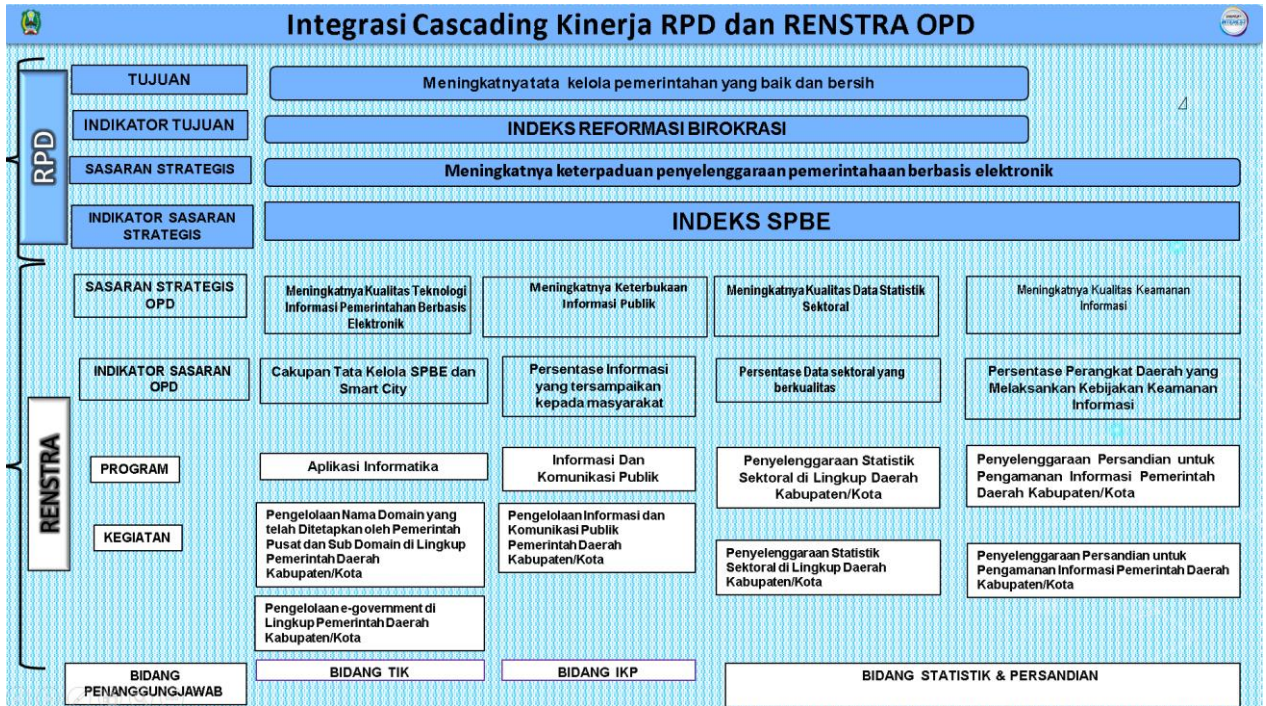 Integrasi Cascading Kinerja RPD dan RENSTRA OPD
RPD
TUJUAN
Meningkatnyatata kelola pemerintahan yang baik dan bersih
INDIKATOR TUJUAN
INDEKS REFORMASI BIROKRASI
SASARAN STRATEGIS
Meningkatnya keterpaduan penyelenggaraan pemerintahaan berbasis elektronik
INDIKATOR SASARAN
STRATEGIS
INDEKS SPBE
RENSTRA
SASARAN STRATEGIS
OPD
Meningkatnya Kualitas Teknologi
Informasi Pemerintahan Berbasis
Elektronik
Meningkatnya Keterbukaan
Informasi Publik
Meningkatnya Kualitas Data Statistik
Sektoral
Meningkatnya Kualitas Keamanan
Informasi
INDIKATOR SASARAN
OPD
Cakupan Tata Kelola SPBE dan
Smart City
Persentase Informasi
yang tersampaikan
kepada masyarakat
Persentase Data sektoral yang
berkualitas
Persentase Perangkat Daerah yang
Melaksankan Kebijakan Keamanan
Informasi
PROGRAM
Aplikasi Informatika
Informasi Dan
Komunikasi Publik
Penyelenggaraan Statistik
Sektoral di Lingkup Daerah
Kabupaten/Kota
Penyelenggaraan Persandian untuk
Pengamanan Informasi Pemerintah
Daerah Kabupaten/Kota
KEGIATAN
Pengelolaan Nama Domain yang
telah Ditetapkan oleh Pemerintah
Pusat dan Sub Domain di Lingkup
Pemerintah Daerah
Kabupaten/Kota
Pengelolaan e-government di
Lingkup Pemerintah Daerah
Kabupaten/Kota
Pengelolaan Informasi dan
Komunikasi Publik
Pemerintah Daerah
Kabupaten/Kota
Penyelenggaraan Statistik
Sektoral di Lingkup Daerah
Kabupaten/Kota
Penyelenggaraan Persandian untuk
Pengamanan Informasi Pemerintah Daerah
Kabupaten/Kota
BIDANG
PENANGGUNGJAWAB
BIDANG TIK
BIDANG IKP
BIDANG STATISTIK & PERSANDIAN